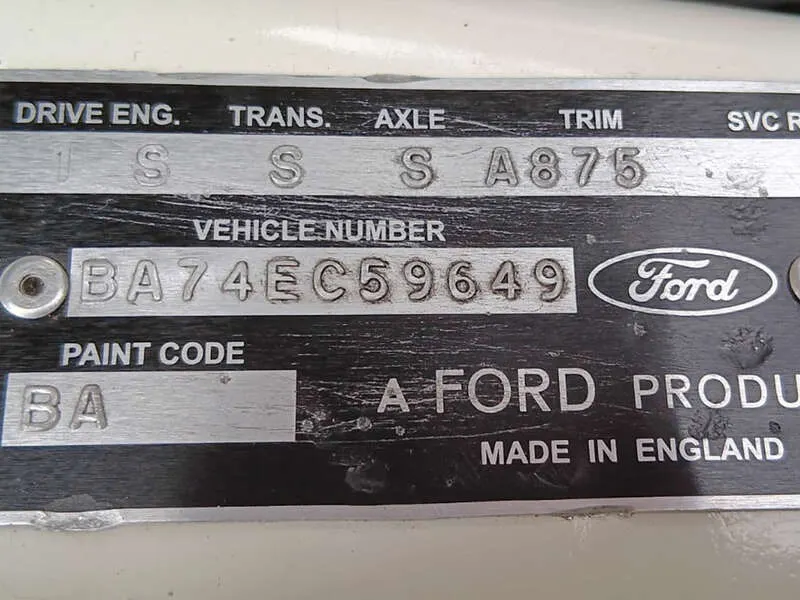 DRIVE ENG. TRANS. AXLE TRIM SVC R
1 S S S A875
VEHICLE NUMBER
BA74EC59649
Ford
PAINT CODE
BA
A FORD PRODU
MADE IN ENGLAND